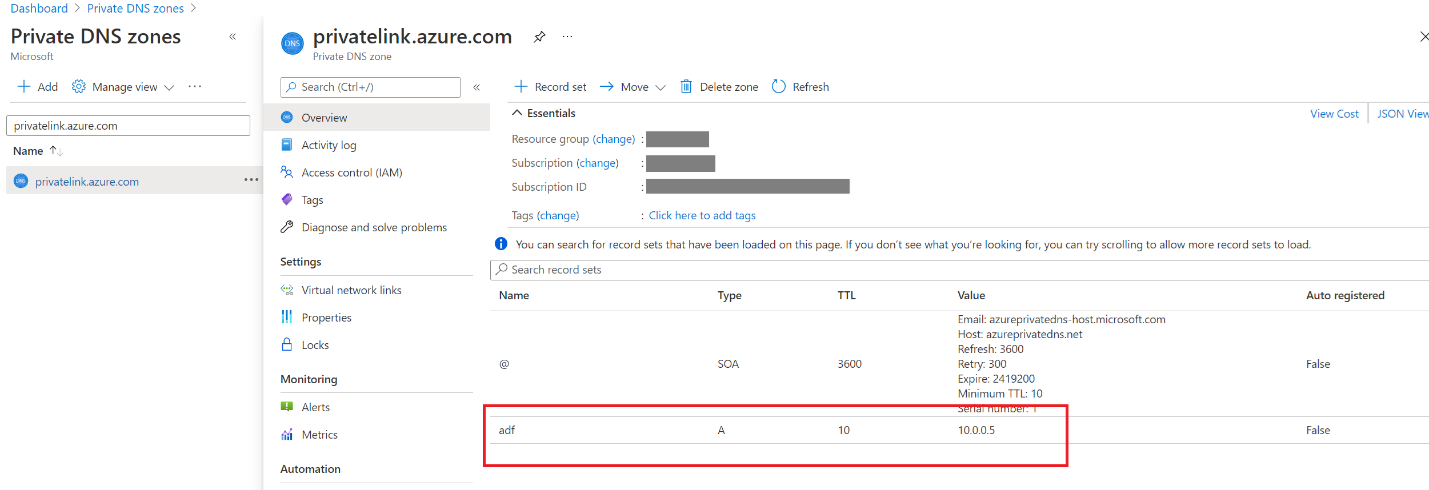 Dashboard > Private DNS zones >
Private DNS zones «
Microsoft
+ Add Manage view ...
privatelink.azure.com
Name ↑↓
privatelink.azure.com ...
DNS privatelink.azure.com ...
Private DNS zone
Search (Ctrl+/) «
Overview
Activity log
Access control (IAM)
Tags
Diagnose and solve problems
Settings
Virtual network links
Properties
Locks
Monitoring
Alerts
Metrics
Automation
+ Record set → Move Delete zone Refresh
Essentials View Cost JSON View
Resource group (change) :
Subscription (change) :
Subscription ID :
Tags (change) : Click here to add tags
You can search for record sets that have been loaded on this page. If you don't see what you're looking for, you can try scrolling to allow more record sets to load.
Search record sets
Name Type TTL Value Auto registered
Email: azureprivatedns-host.microsoft.com
Host: azureprivatedns.net
Refresh: 3600
@ SOA 3600 Retry: 300 False
Expire: 2419200
Minimum TTL: 10
Serial number: 1
adf A 10 10.0.0.5 False